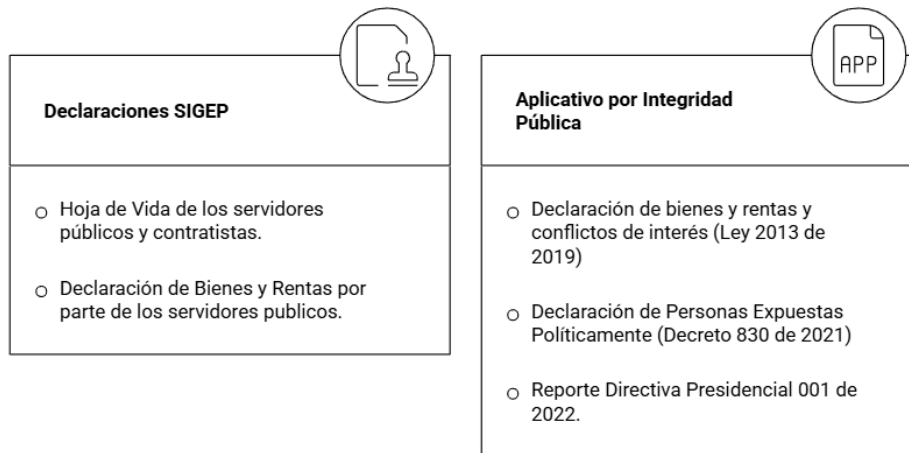 Declaraciones SIGEP
Hoja de Vida de los servidores
públicos y contratistas.
Declaración de Bienes y Rentas por
parte de los servidores publicos.
APP
Aplicativo por Integridad
Pública
Declaración de bienes y rentas y
conflictos de interés (Ley 2013 de
2019)
Declaración de Personas Expuestas
Políticamente (Decreto 830 de 2021)
Reporte Directiva Presidencial 001 de
2022.